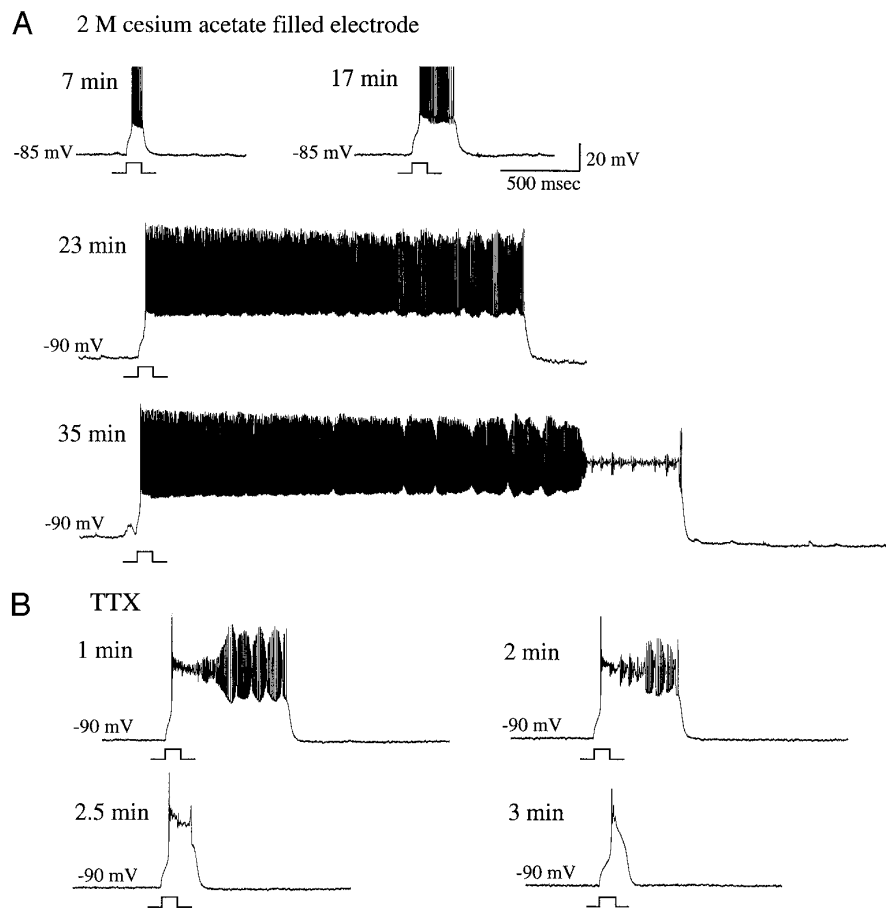 A 2 M cesium acetate filled electrode
7 min 17 min
-85 mV -85 mV 20 mV
500 msec
23 min
-90 mV
35 min
-90 mV
B TTX
1 min 2 min
-90 mV -90 mV
2.5 min 3 min
-90 mV -90 mV